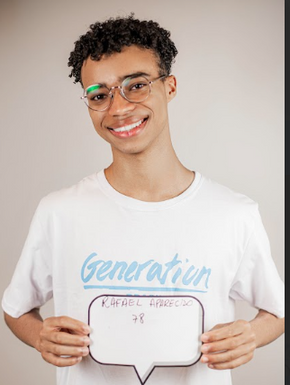 Generation
RAFAEL APARECIDO
78